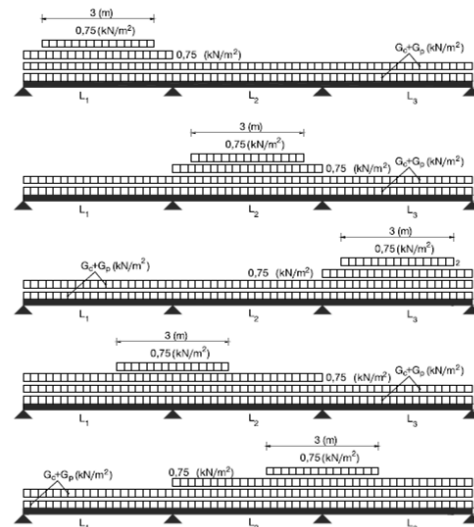 3 (m)
0,75(kN/m²)
0,75 (kN/m²)
G_c+G_p (kN/m²)
L₁ L₂ L₃
3 (m)
0,75(kN/m²)
0,75 (kN/m²)
G_c+G_p (kN/m²)
L₁ L₂ L₃
3 (m)
0,75(kN/m²)
G_c+G_p (kN/m²)
2
0,75 (kN/m²)
L₁ L₂ L₃
3 (m)
0,75(kN/m²)
0,75 (kN/m²)
G_c+G_p (kN/m²)
L₁ L₂ L₃
3 (m)
0,75(kN/m²)
G_c+G_p (kN/m²)
0,75 (kN/m²)